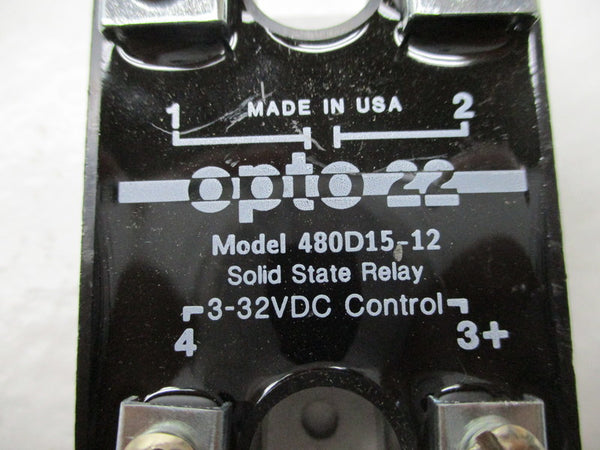 1 MADE IN USA 2
opto 22
Model 480D15-12
Solid State Relay
3-32VDC Control
4 3+